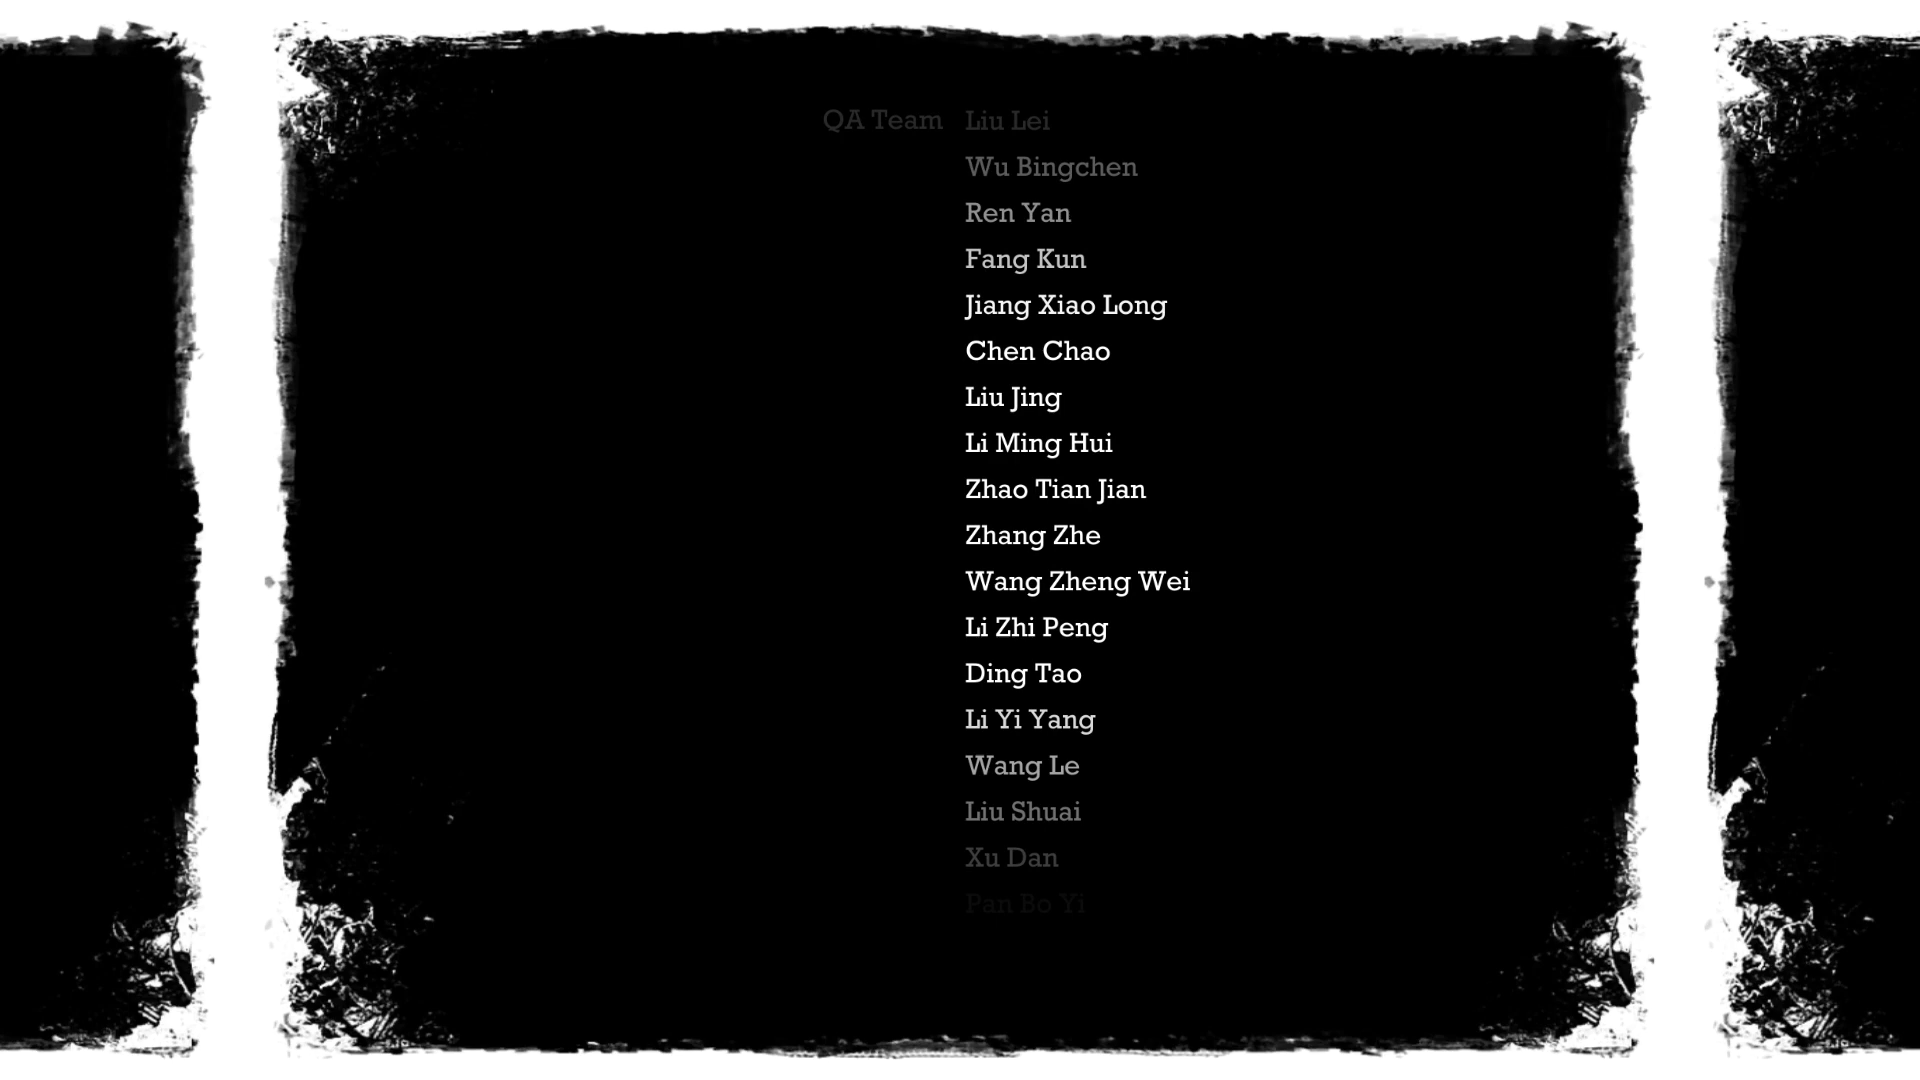 QA Team Liu Lei
Wu Bingchen
Ren Yan
Fang Kun
Jiang Xiao Long
Chen Chao
Liu Jing
Li Ming Hui
Zhao Tian Jian
Zhang Zhe
Wang Zheng Wei
Li Zhi Peng
Ding Tao
Li Yi Yang
Wang Le
Liu Shuai
Xu Dan
Pan Bo Yi